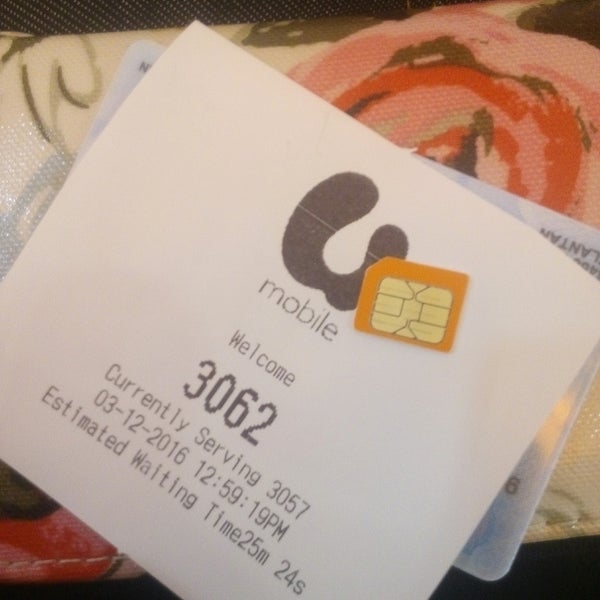 mobile
Welcome
3062
Currently Serving 3057
03-12-2016 12:59:19PM
Estimated Waiting Time25m 24s